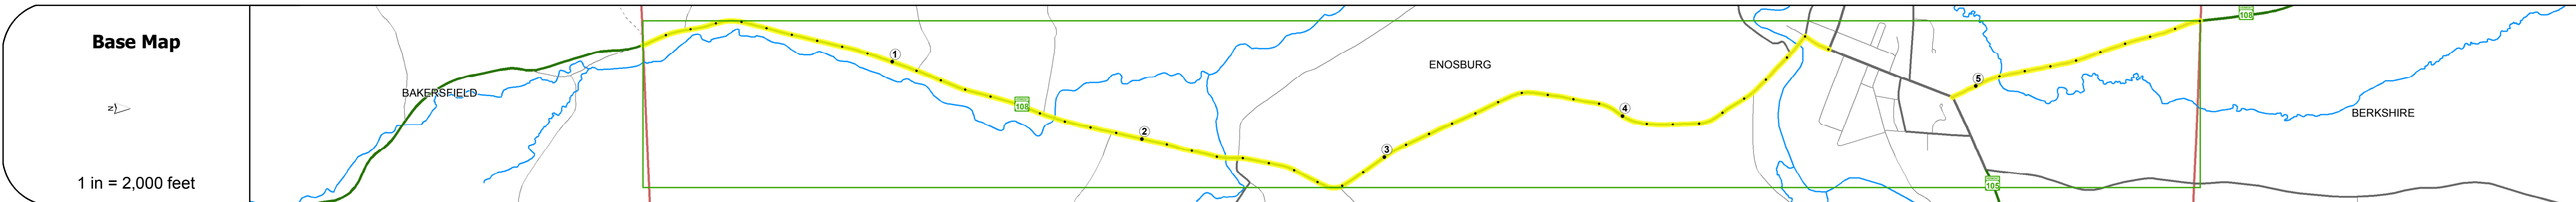 Base Map
N
1 in = 2,000 feet
BAKERSFIELD
1
108
2
ENOSBURG
3
4
5
105
108
BERKSHIRE